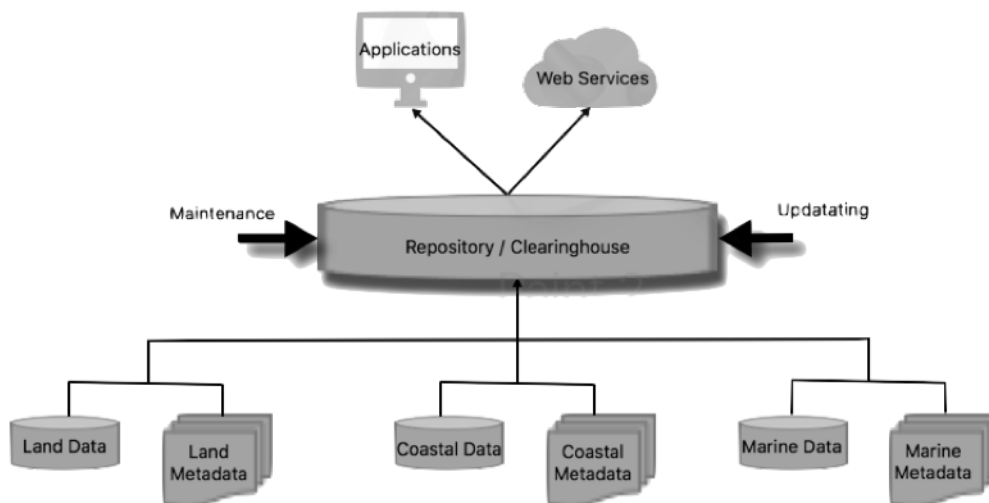 Applications
Web Services
Maintenance
Updatating
Repository / Clearinghouse
Land Data
Land
Metadata
Coastal Data
Coastal
Metadata
Marine Data
Marine
Metadata